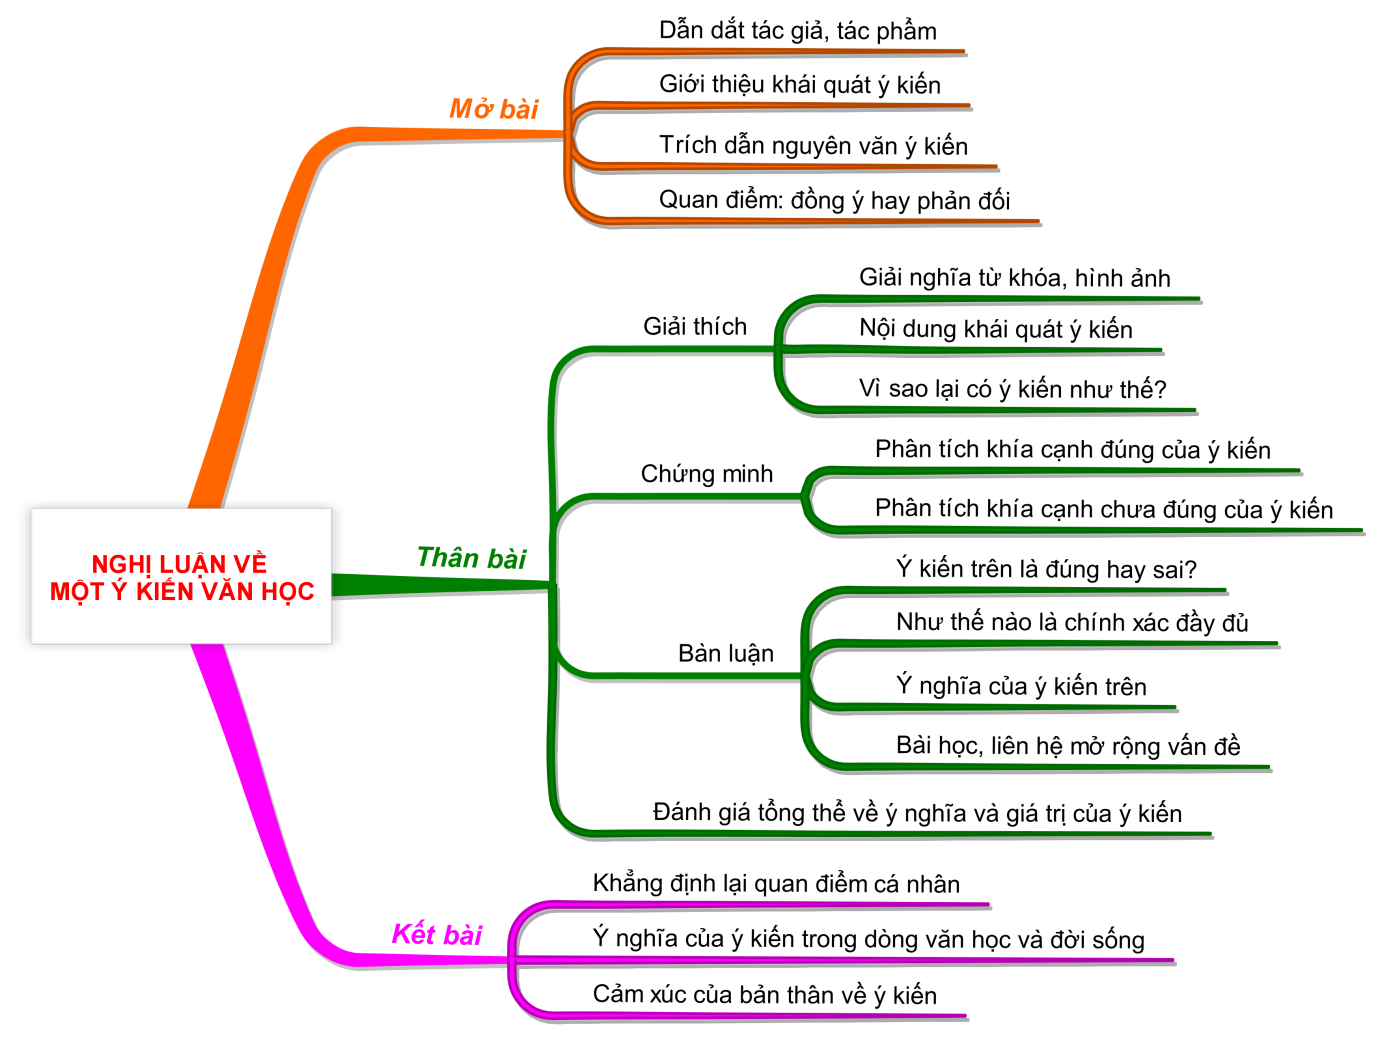 NGHỊ LUẬN VỀ
MỘT Ý KIẾN VĂN HỌC
Mở bài
Dẫn dắt tác giả, tác phẩm
Giới thiệu khái quát ý kiến
Trích dẫn nguyên văn ý kiến
Quan điểm: đồng ý hay phản đối
Thân bài
Giải thích
Giải nghĩa từ khóa, hình ảnh
Nội dung khái quát ý kiến
Vì sao lại có ý kiến như thế?
Chứng minh
Phân tích khía cạnh đúng của ý kiến
Phân tích khía cạnh chưa đúng của ý kiến
Bàn luận
Ý kiến trên là đúng hay sai?
Như thế nào là chính xác đầy đủ
Ý nghĩa của ý kiến trên
Bài học, liên hệ mở rộng vấn đề
Đánh giá tổng thể về ý nghĩa và giá trị của ý kiến
Kết bài
Khẳng định lại quan điểm cá nhân
Ý nghĩa của ý kiến trong dòng văn học và đời sống
Cảm xúc của bản thân về ý kiến